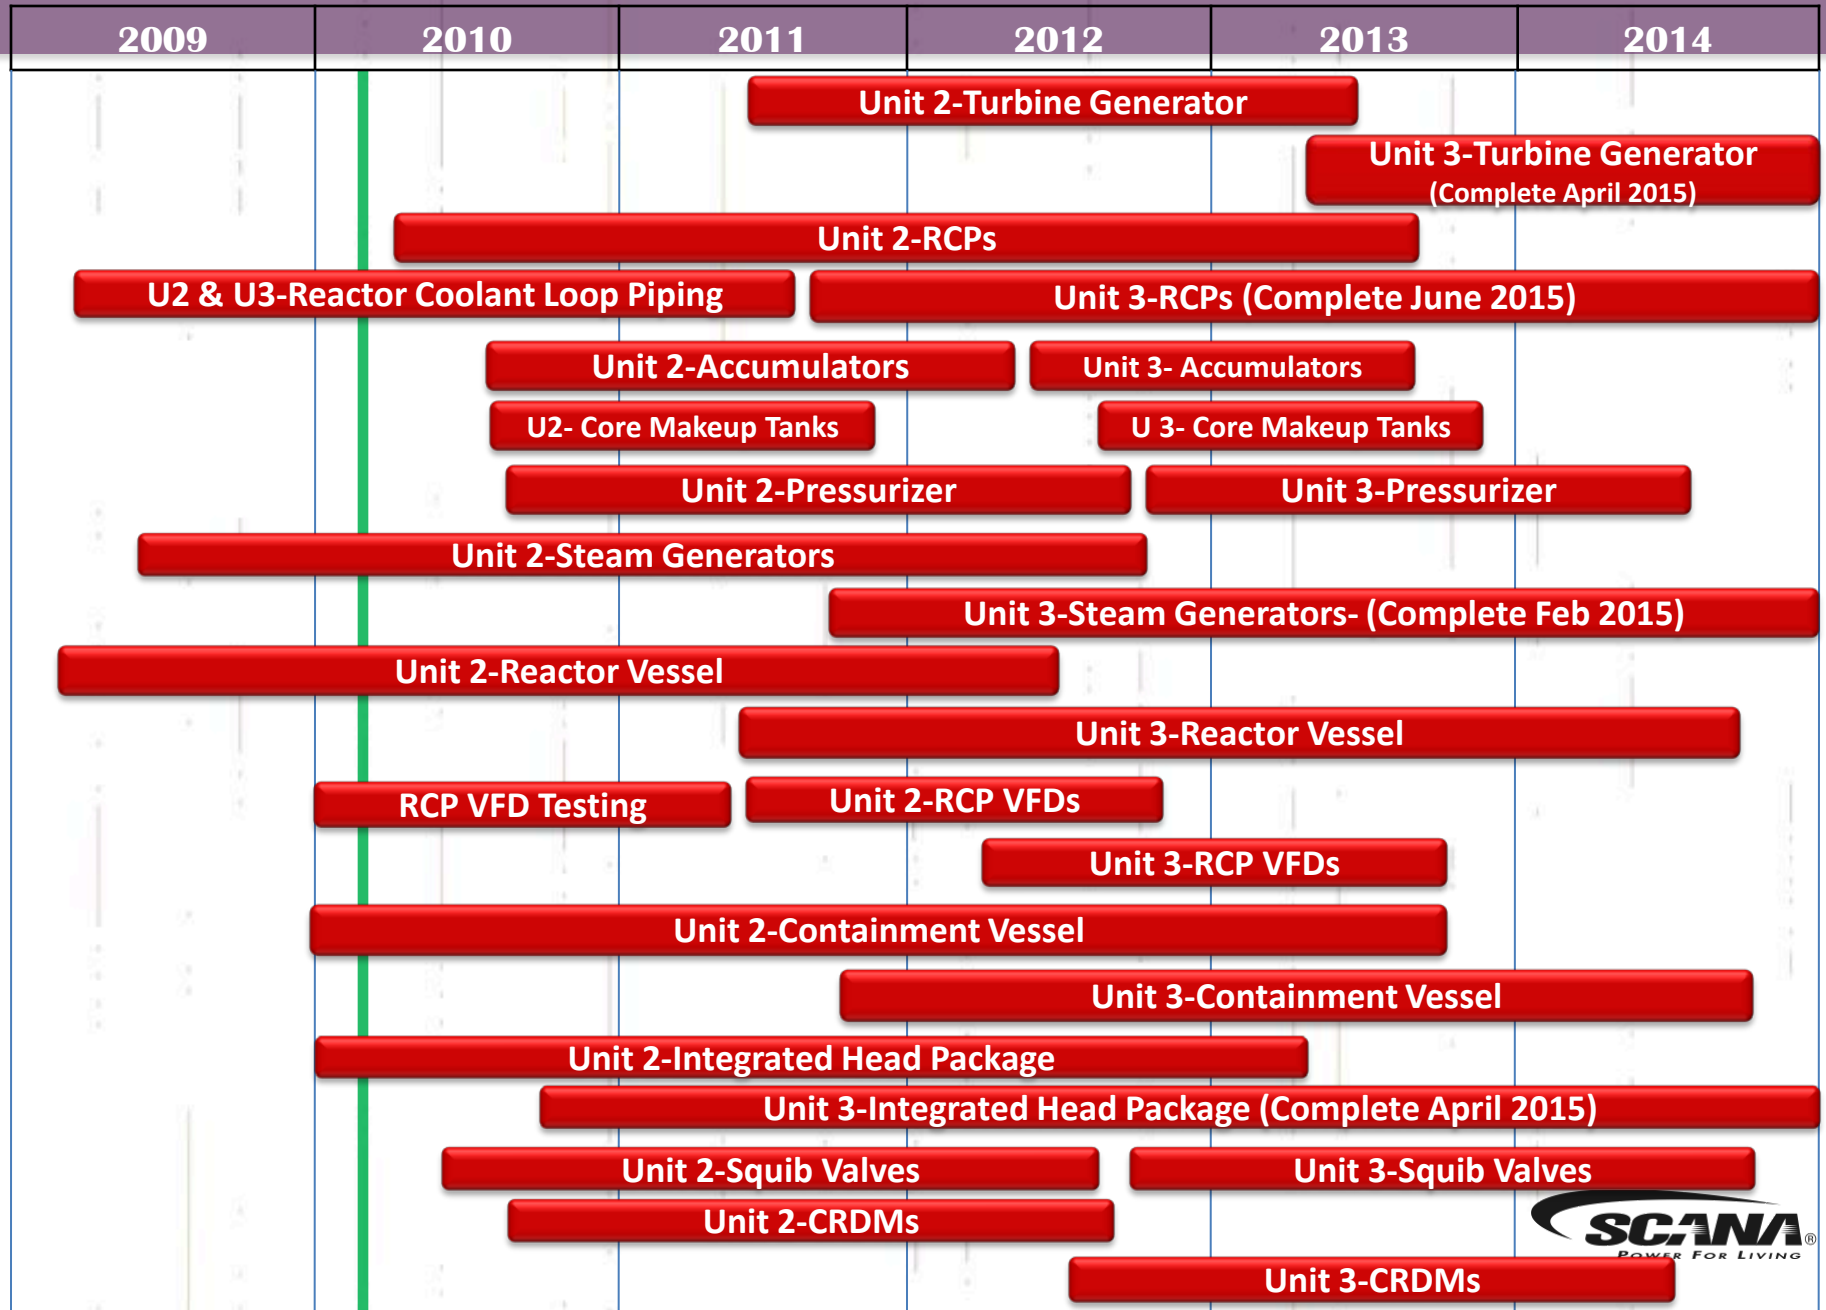 2009 2010 2011 2012 2013 2014
Unit 2-Turbine Generator
Unit 3-Turbine Generator
(Complete April 2015)
Unit 2-RCPs
U2 & U3-Reactor Coolant Loop Piping
Unit 3-RCPs (Complete June 2015)
Unit 2-Accumulators
Unit 3- Accumulators
U2- Core Makeup Tanks
U 3- Core Makeup Tanks
Unit 2-Pressurizer
Unit 3-Pressurizer
Unit 2-Steam Generators
Unit 3-Steam Generators- (Complete Feb 2015)
Unit 2-Reactor Vessel
Unit 3-Reactor Vessel
RCP VFD Testing
Unit 2-RCP VFDs
Unit 3-RCP VFDs
Unit 2-Containment Vessel
Unit 3-Containment Vessel
Unit 2-Integrated Head Package
Unit 3-Integrated Head Package (Complete April 2015)
Unit 2-Squib Valves
Unit 3-Squib Valves
Unit 2-CRDMs
SCANA®
POWER FOR LIVING
Unit 3-CRDMs